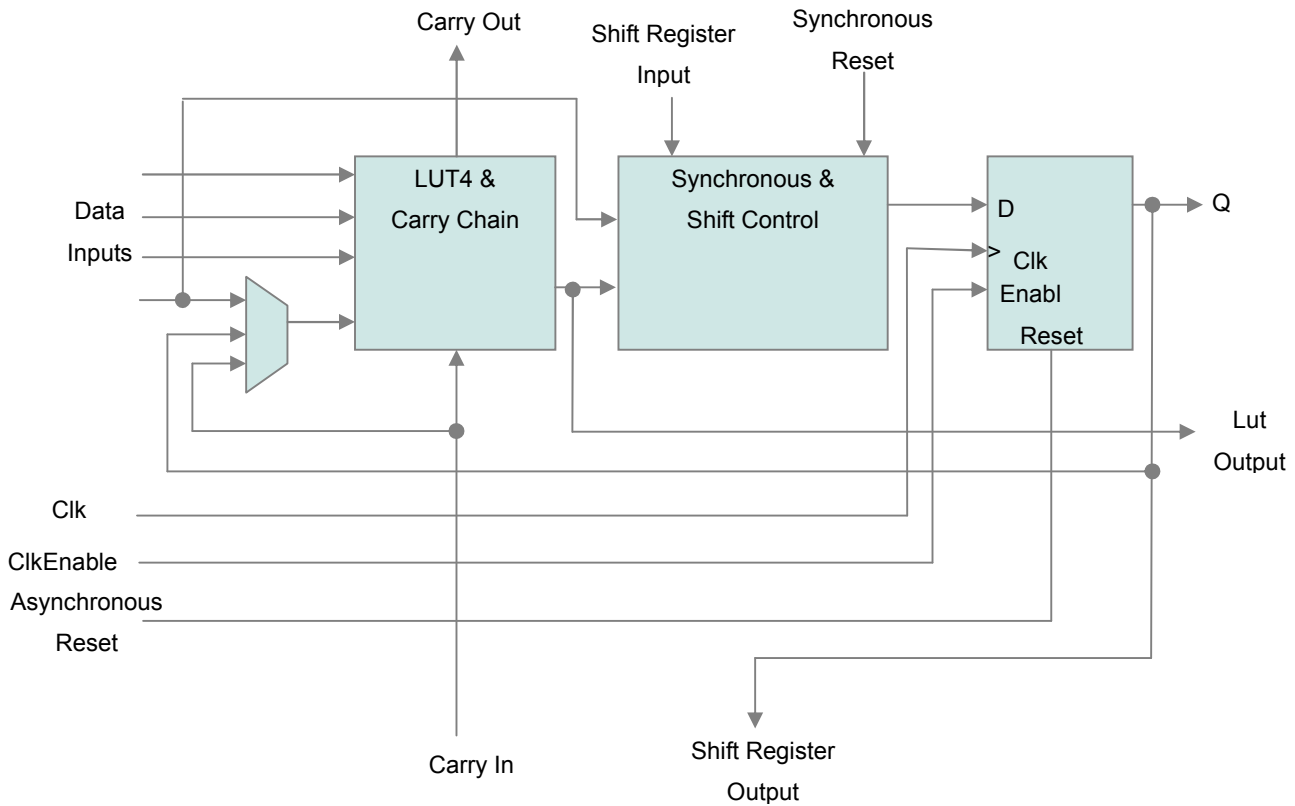 Carry Out
Shift Register
Input
Synchronous
Reset
LUT4 &
Carry Chain
Synchronous &
Shift Control
Data
Inputs
D
> Clk
Enabl
Reset
Q
Lut
Output
Clk
ClkEnable
Asynchronous
Reset
Carry In
Shift Register
Output